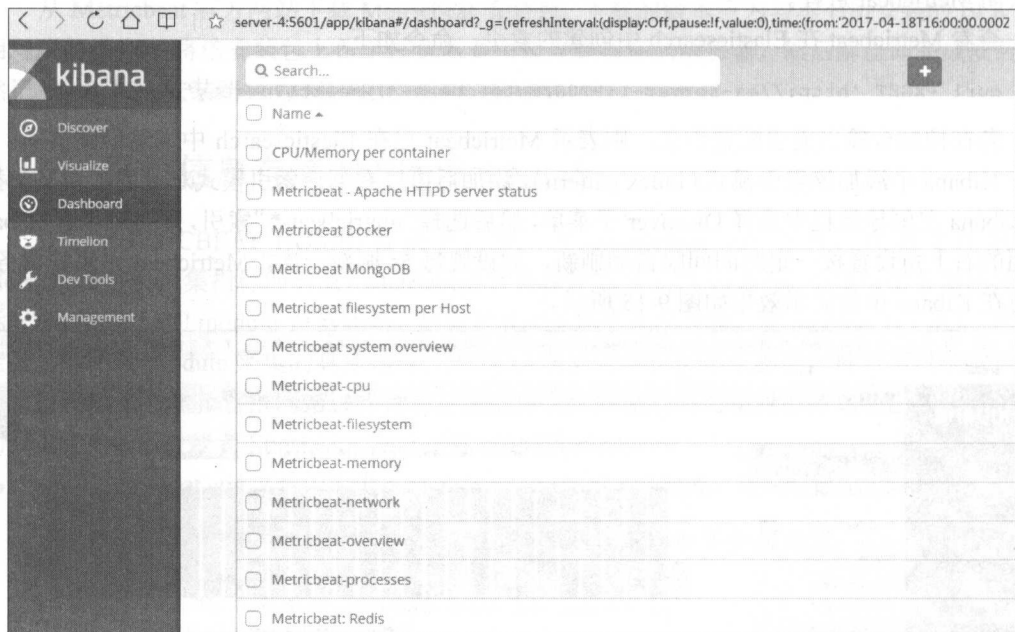 server-4:5601/app/kibana#/dashboard?_g=(refreshInterval:(display:Off,pause:!f,value:0),time:(from:'2017-04-18T16:00:00.000Z
kibana
Discover
Visualize
Dashboard
Timelion
Dev Tools
Management
Search...
+
Name
CPU/Memory per container
Metricbeat - Apache HTTPD server status
Metricbeat Docker
Metricbeat MongoDB
Metricbeat filesystem per Host
Metricbeat system overview
Metricbeat-cpu
Metricbeat-filesystem
Metricbeat-memory
Metricbeat-network
Metricbeat-overview
Metricbeat-processes
Metricbeat: Redis